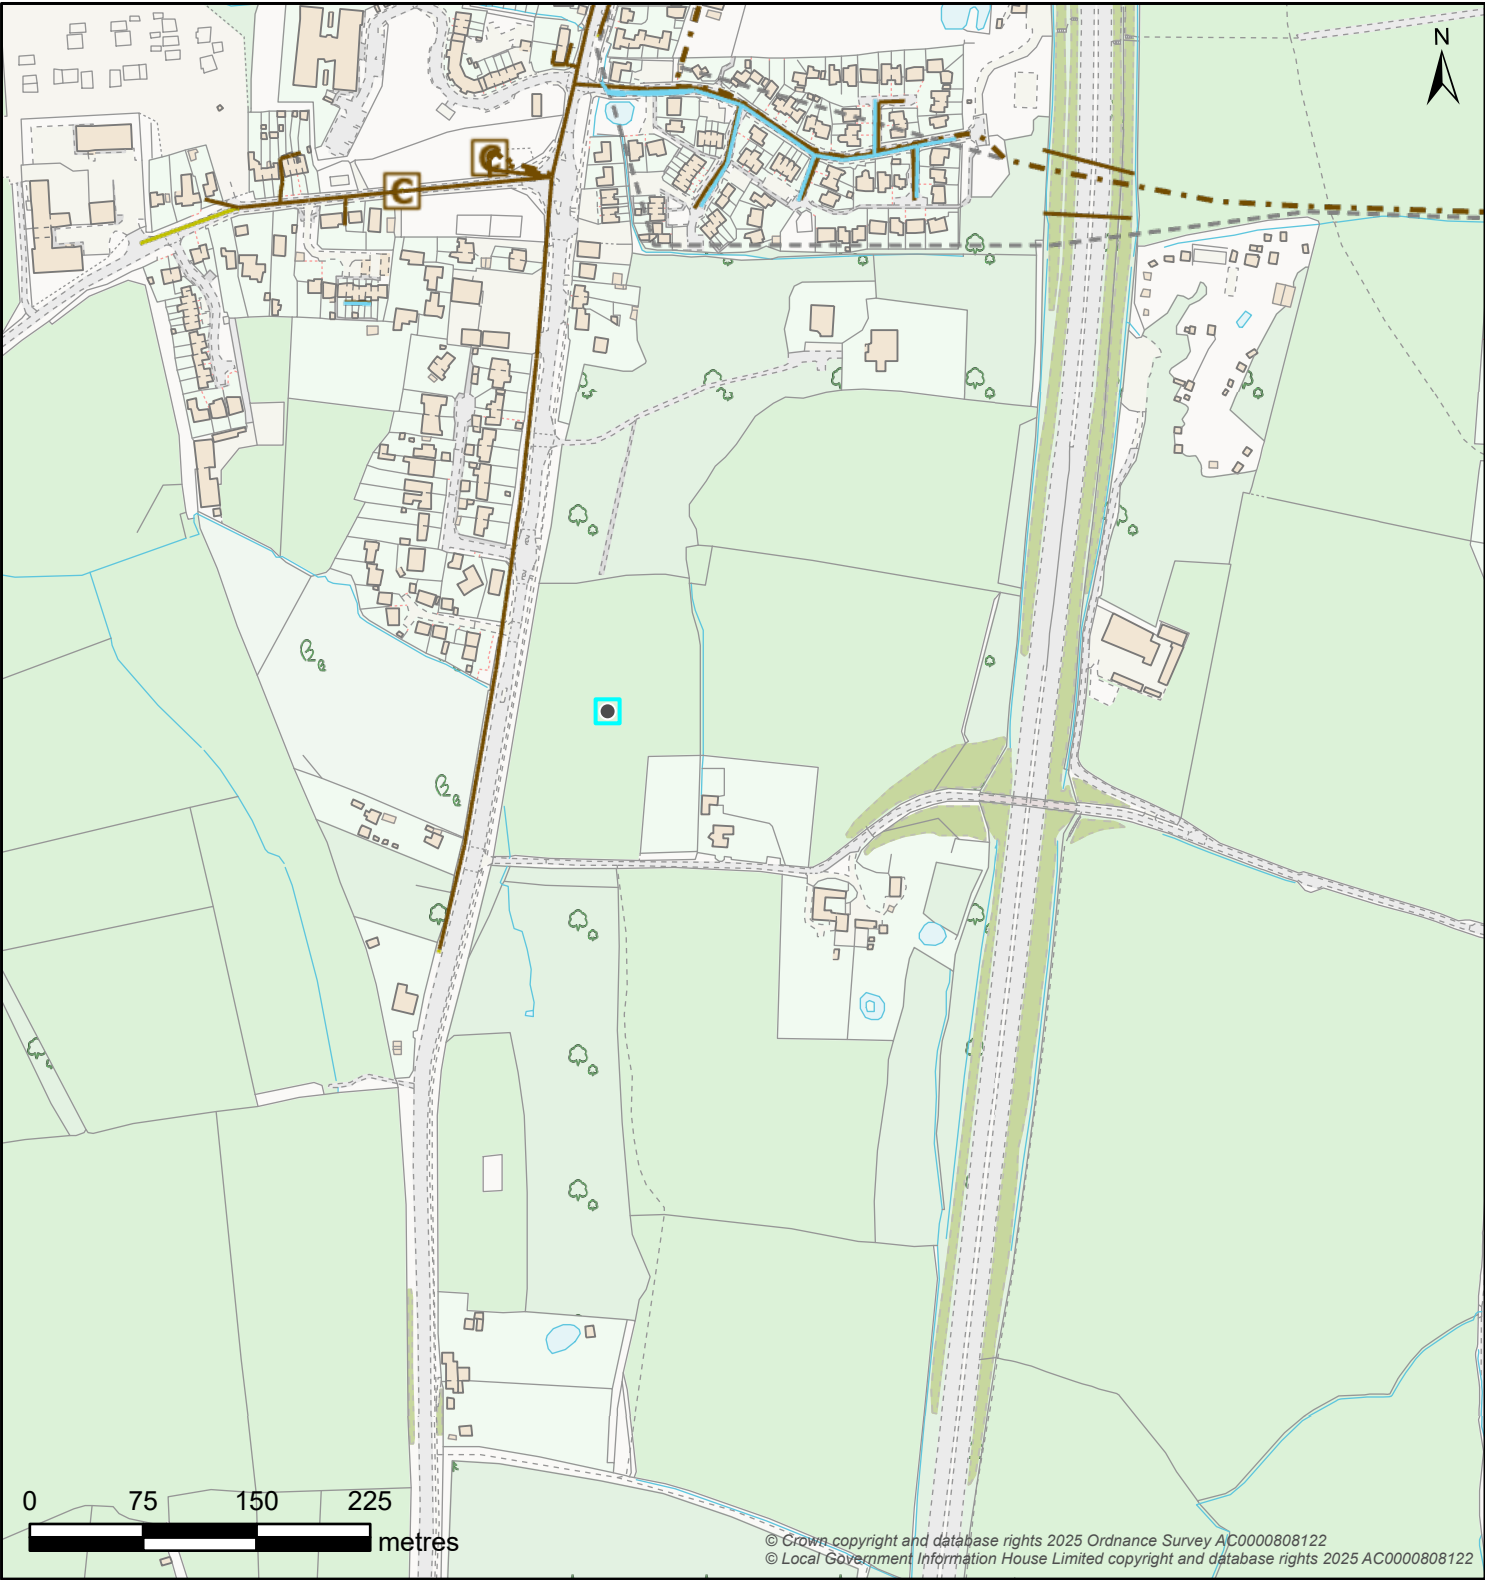 N
C
C
0 75 150 225
metres
© Crown copyright and database rights 2025 Ordnance Survey AC0000808122
© Local Government Information House Limited copyright and database rights 2025 AC0000808122